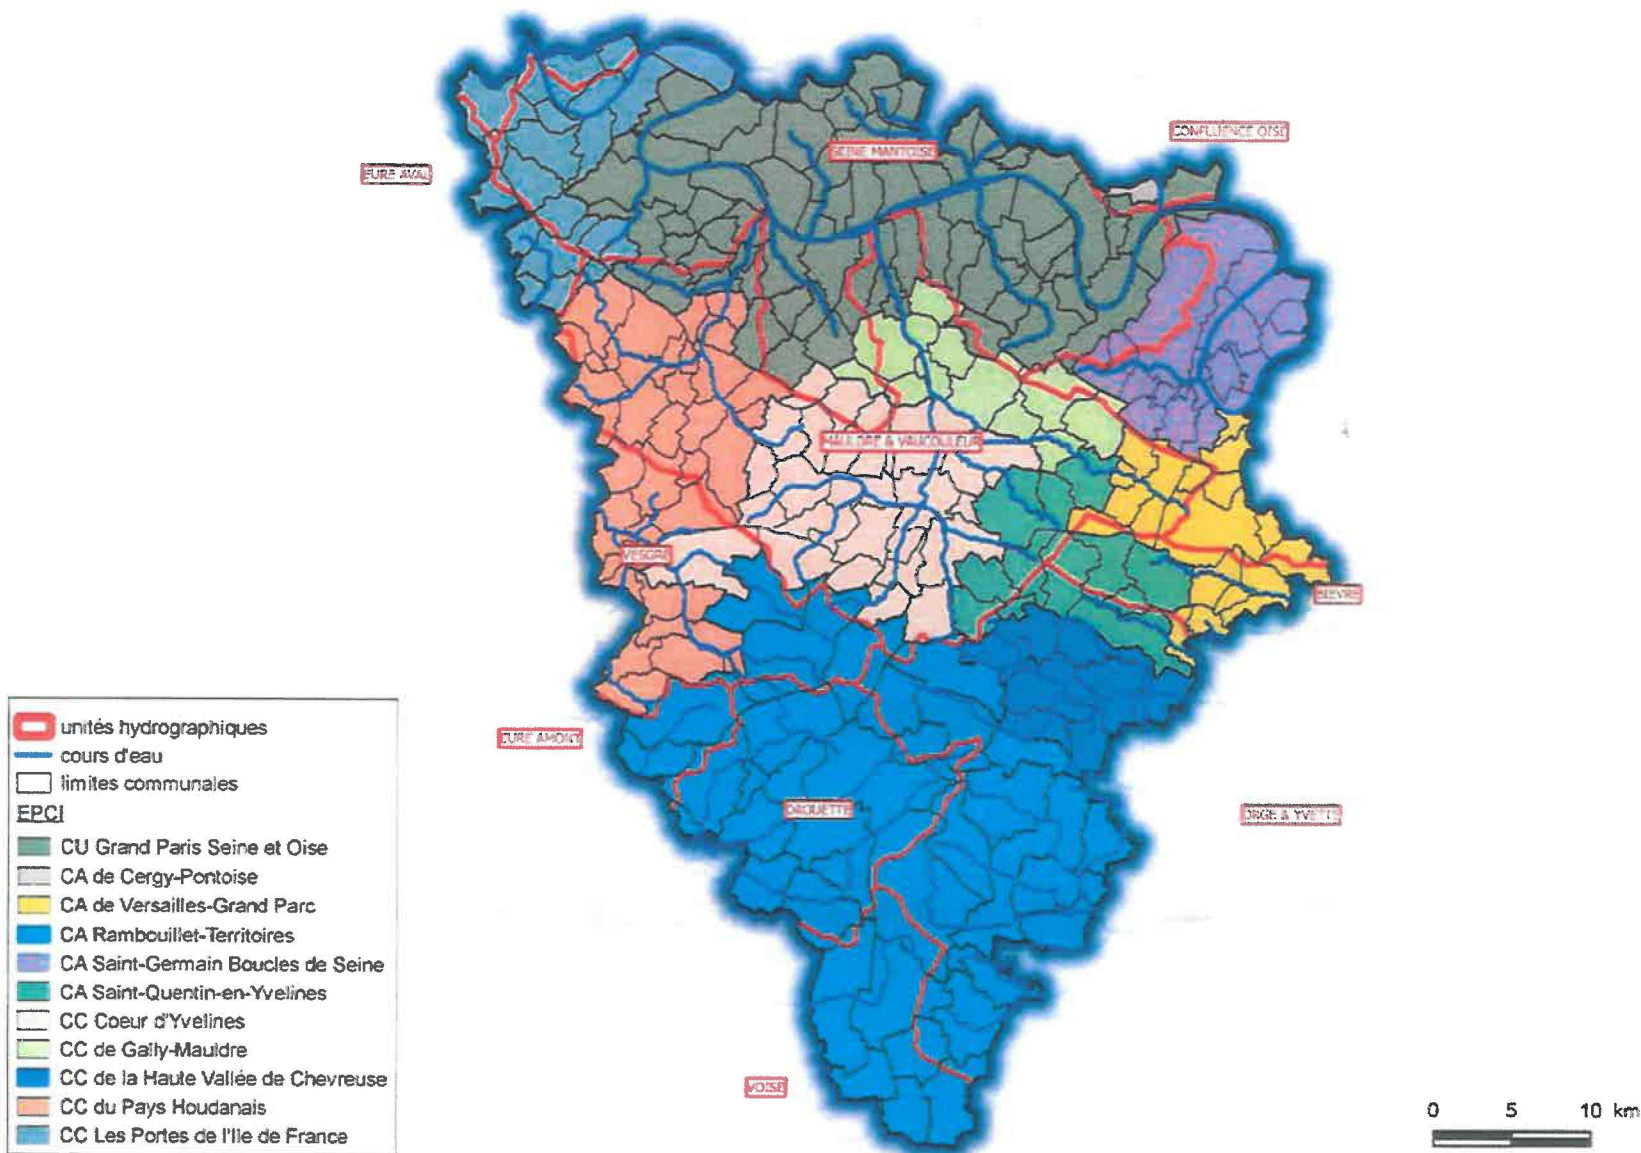 CONFLUENCE OISE
SEINE MANTOISE
EURE AVAL
MAULDRE & VAUCOULEUR
VESGRE
BIEVRE
EURE AMONT
DROUETTE
ORGE & YVETTE
VOISE
unités hydrographiques
cours d'eau
limites communales
EPCI
CU Grand Paris Seine et Oise
CA de Cergy-Pontoise
CA de Versailles-Grand Parc
CA Rambouillet-Territoires
CA Saint-Germain Boucles de Seine
CA Saint-Quentin-en-Yvelines
CC Coeur d'Yvelines
CC de Gally-Mauldre
CC de la Haute Vallée de Chevreuse
CC du Pays Houdanais
CC Les Portes de l'Ile de France
0 5 10 km